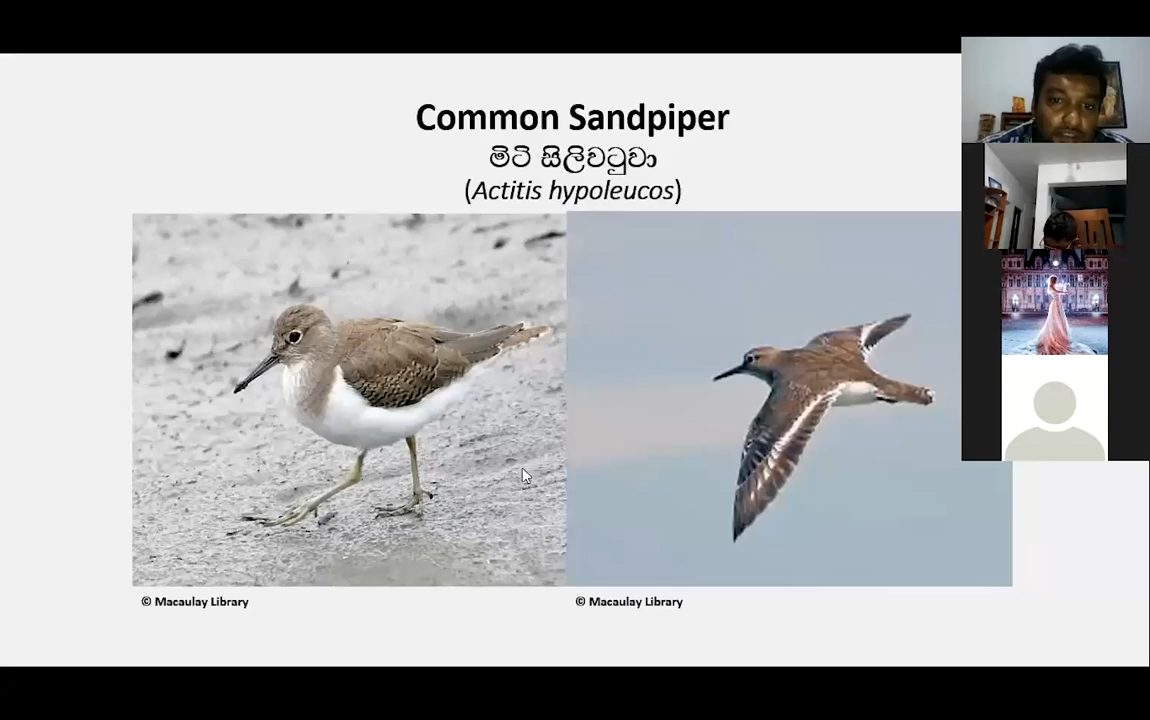 Common Sandpiper
මිටි සිලිවටුවා
(Actitis hypoleucos)
© Macaulay Library
© Macaulay Library